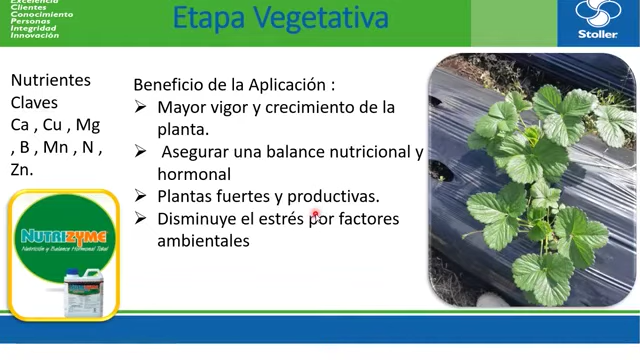 Excelencia
Clientes
Conocimiento
Personas
Integridad
Innovación
Etapa Vegetativa
Stoller
Nutrientes
Claves
Ca , Cu , Mg
, B , Mn , N ,
Zn.
Beneficio de la Aplicación :
➢ Mayor vigor y crecimiento de la
planta.
➢ Asegurar una balance nutricional y
hormonal
➢ Plantas fuertes y productivas.
➢ Disminuye el estrés por factores
ambientales
NUTRIZYME
Nutrición y Balance Hormonal Total